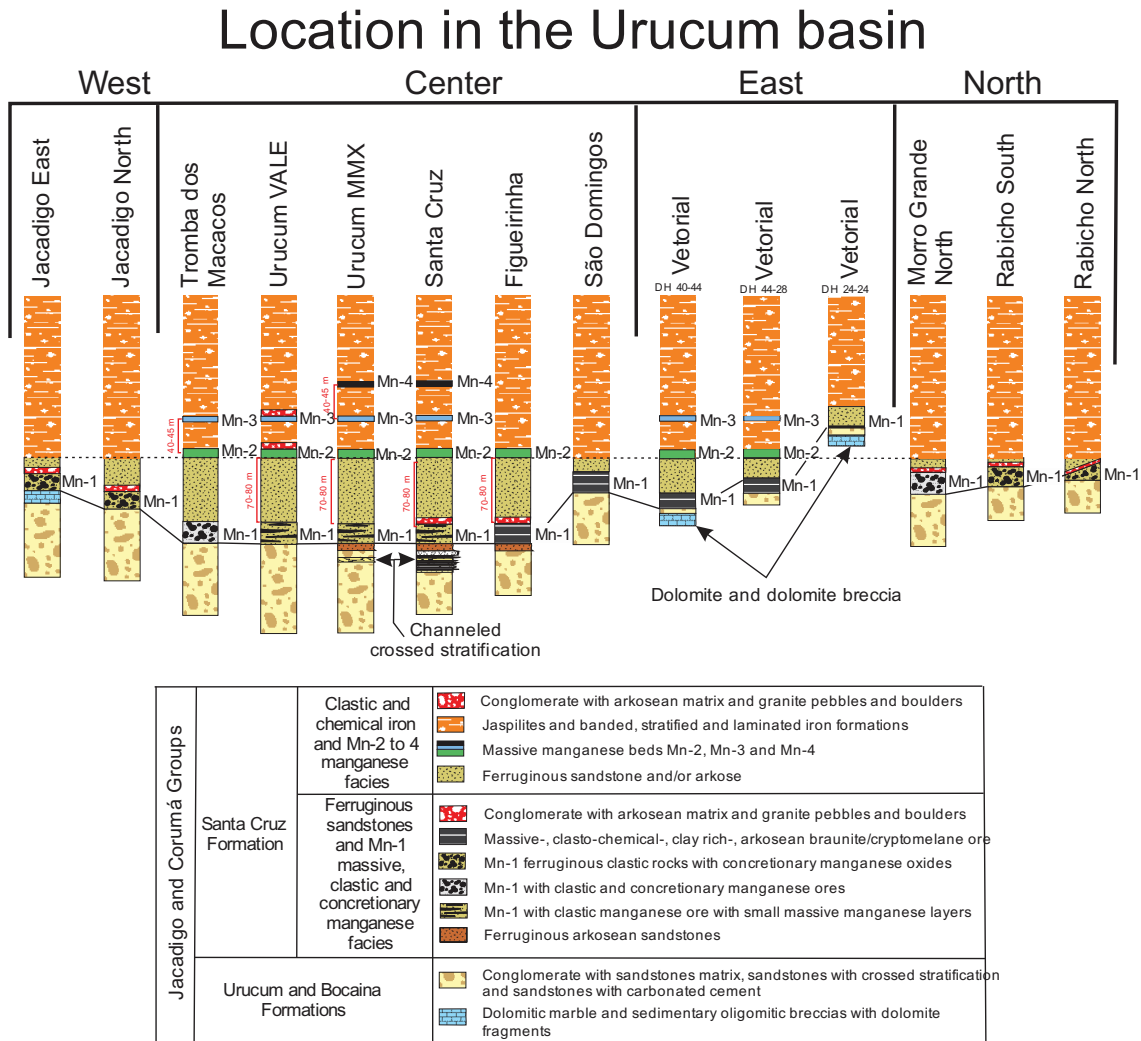 Location in the Urucum basin
West
Center
East
North
Jacadigo East
Jacadigo North
Tromba dos
Macacos
Urucum VALE
Urucum MMX
Santa Cruz
Figueirinha
São Domingos
Vetorial
DH 40-44
Vetorial
DH 44-28
Vetorial
DH 24-24
Morro Grande
North
Rabicho South
Rabicho North
40-45 m
Mn-4
Mn-4
40-45 m
Mn-3
Mn-3
Mn-3
Mn-3
Mn-3
Mn-3
Mn-1
Mn-2
Mn-2
Mn-2
Mn-2
Mn-2
Mn-2
Mn-2
70-80 m
70-80 m
70-80 m
70-80 m
Mn-1
Mn-1
Mn-1
Mn-1
Mn-1
Mn-1
Mn-1
Mn-1
Mn-1
Mn-1
Mn-1
Mn-1
Mn-1
Dolomite and dolomite breccia
Channeled
crossed stratification
Jacadigo and Corumá Groups
Santa Cruz
Formation
Clastic and
chemical iron
and Mn-2 to 4
manganese
facies
Conglomerate with arkosean matrix and granite pebbles and boulders
Jaspilites and banded, stratified and laminated iron formations
Massive manganese beds Mn-2, Mn-3 and Mn-4
Ferruginous sandstone and/or arkose
Ferruginous
sandstones
and Mn-1
massive,
clastic and
concretionary
manganese
facies
Conglomerate with arkosean matrix and granite pebbles and boulders
Massive-, clasto-chemical-, clay rich-, arkosean braunite/cryptomelane ore
Mn-1 ferruginous clastic rocks with concretionary manganese oxides
Mn-1 with clastic and concretionary manganese ores
Mn-1 with clastic manganese ore with small massive manganese layers
Ferruginous arkosean sandstones
Urucum and Bocaina
Formations
Conglomerate with sandstones matrix, sandstones with crossed stratification
and sandstones with carbonated cement
Dolomitic marble and sedimentary oligomitic breccias with dolomite
fragments